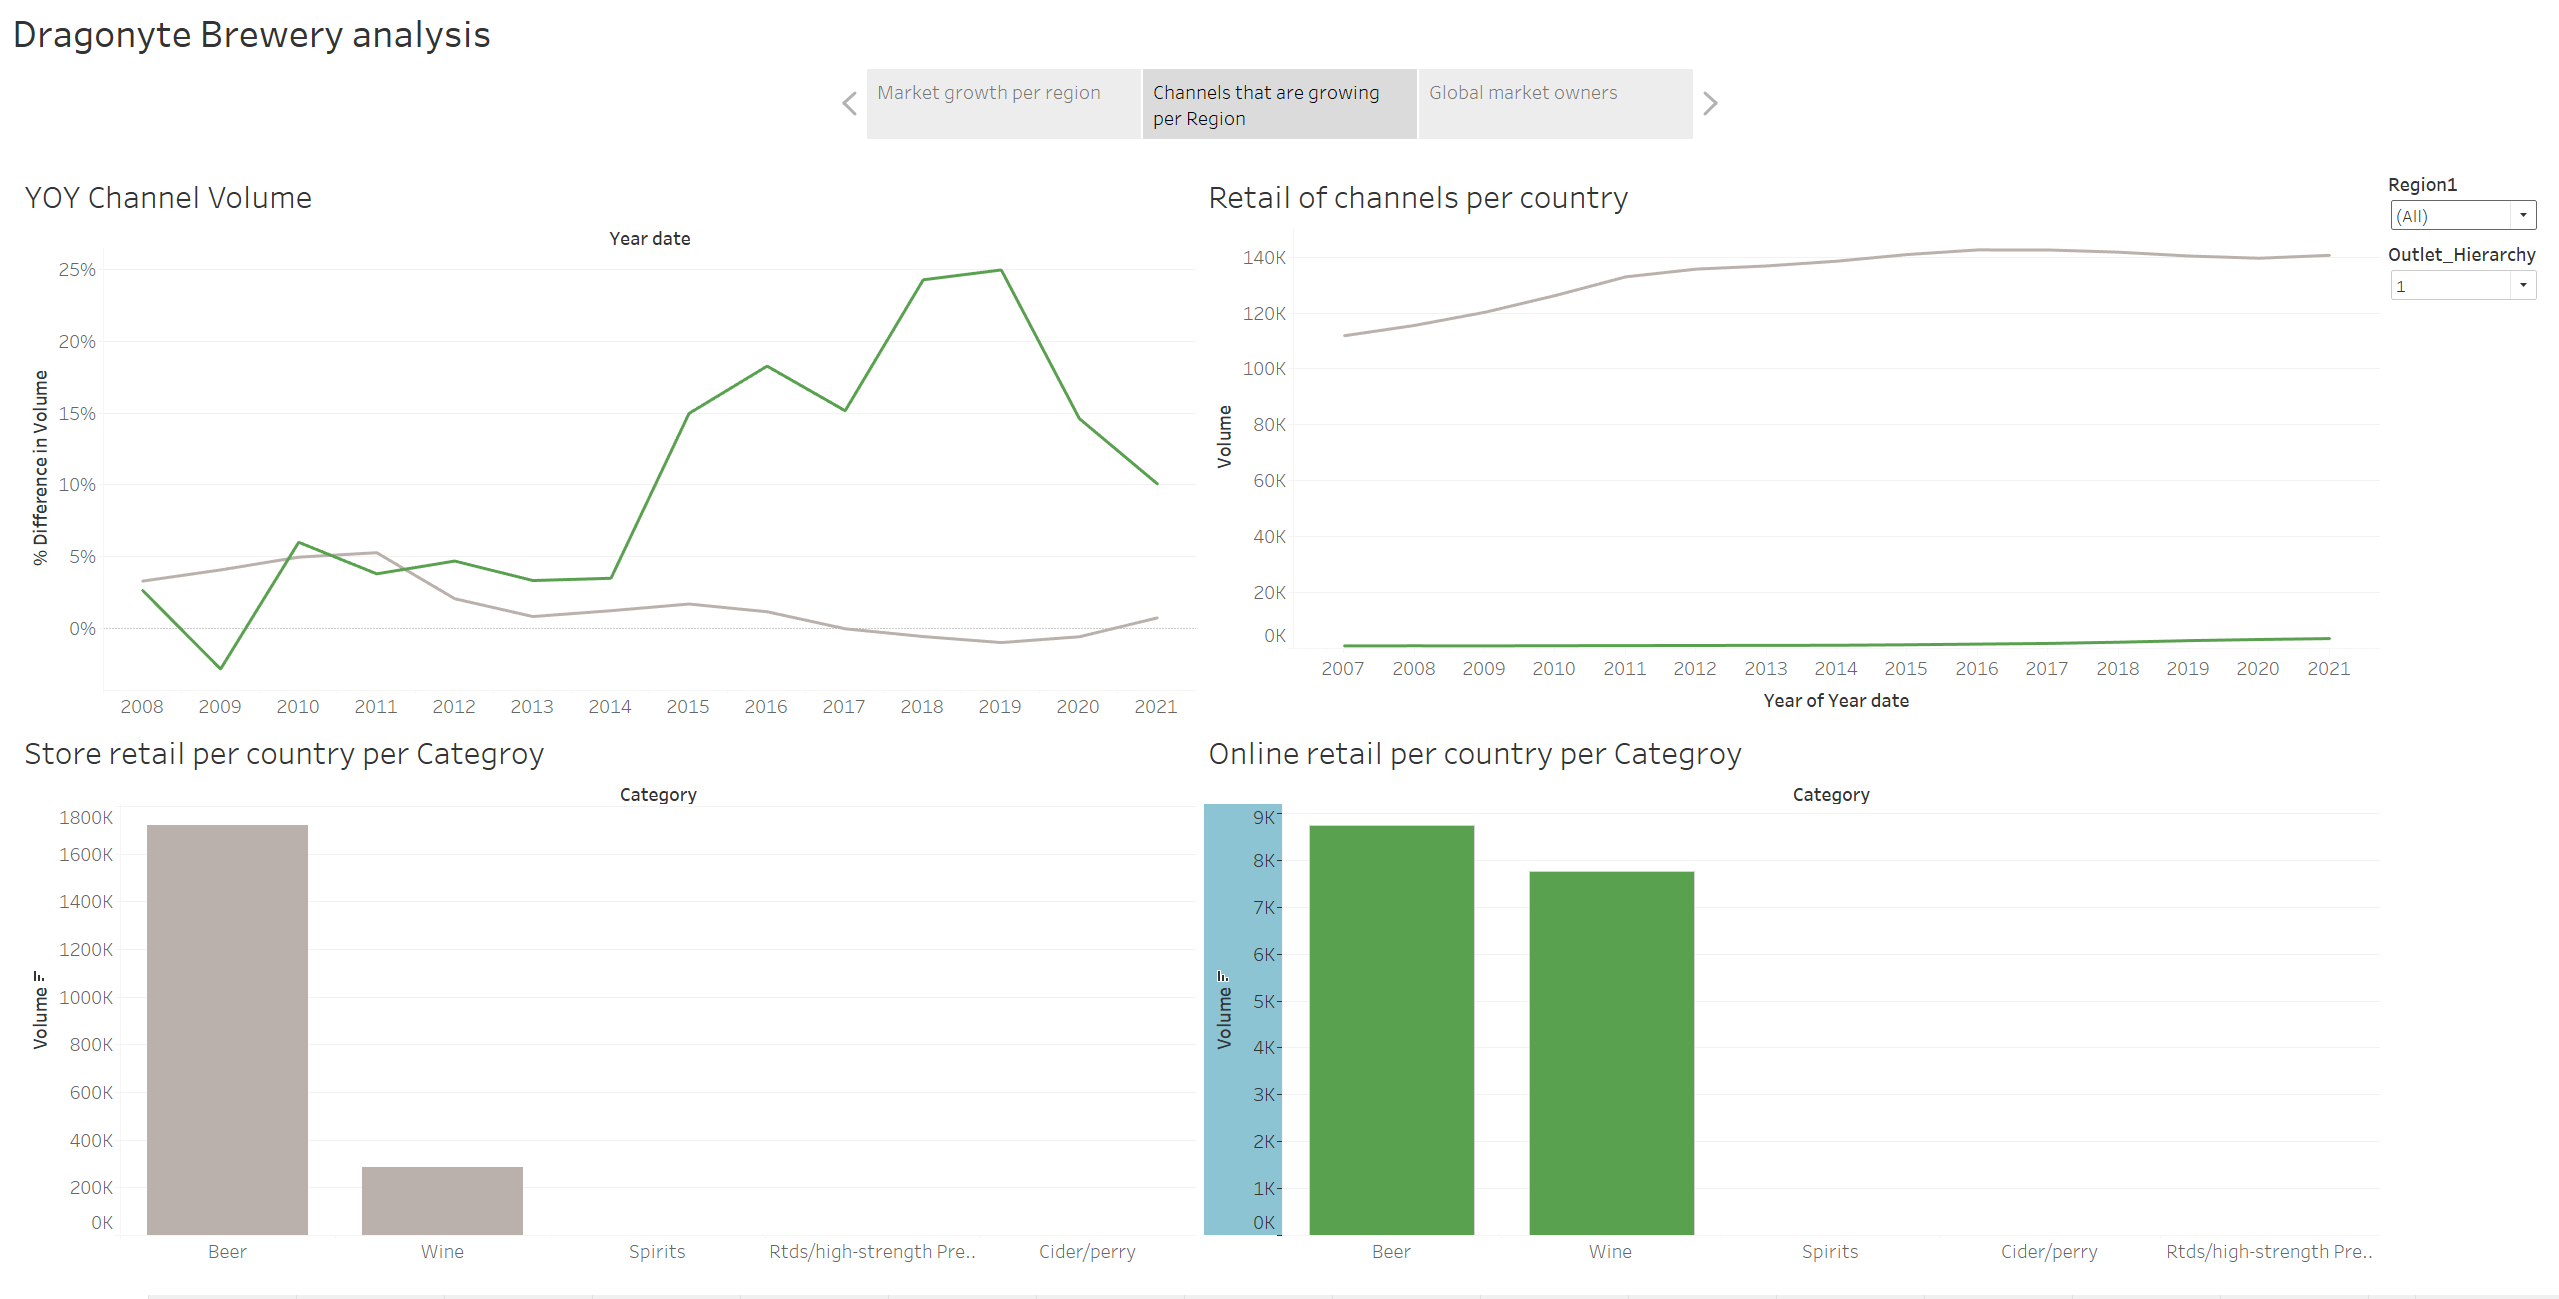 Dragonyte Brewery analysis
Market growth per region
Channels that are growing
per Region
Global market owners
YOY Channel Volume
Year date
25%
20%
15%
10%
5%
0%
% Difference in Volume
2008 2009 2010 2011 2012 2013 2014 2015 2016 2017 2018 2019 2020 2021
Retail of channels per country
140K
120K
100K
80K
60K
40K
20K
0K
Volume
2007 2008 2009 2010 2011 2012 2013 2014 2015 2016 2017 2018 2019 2020 2021
Year of Year date
Region1
(All)
Outlet_Hierarchy
1
Store retail per country per Categroy
Category
1800K
1600K
1400K
1200K
1000K
800K
600K
400K
200K
0K
Volume
Beer Wine Spirits Rtds/high-strength Pre.. Cider/perry
Online retail per country per Categroy
Category
9K
8K
7K
6K
5K
4K
3K
2K
1K
0K
Volume
Beer Wine Spirits Cider/perry Rtds/high-strength Pre..